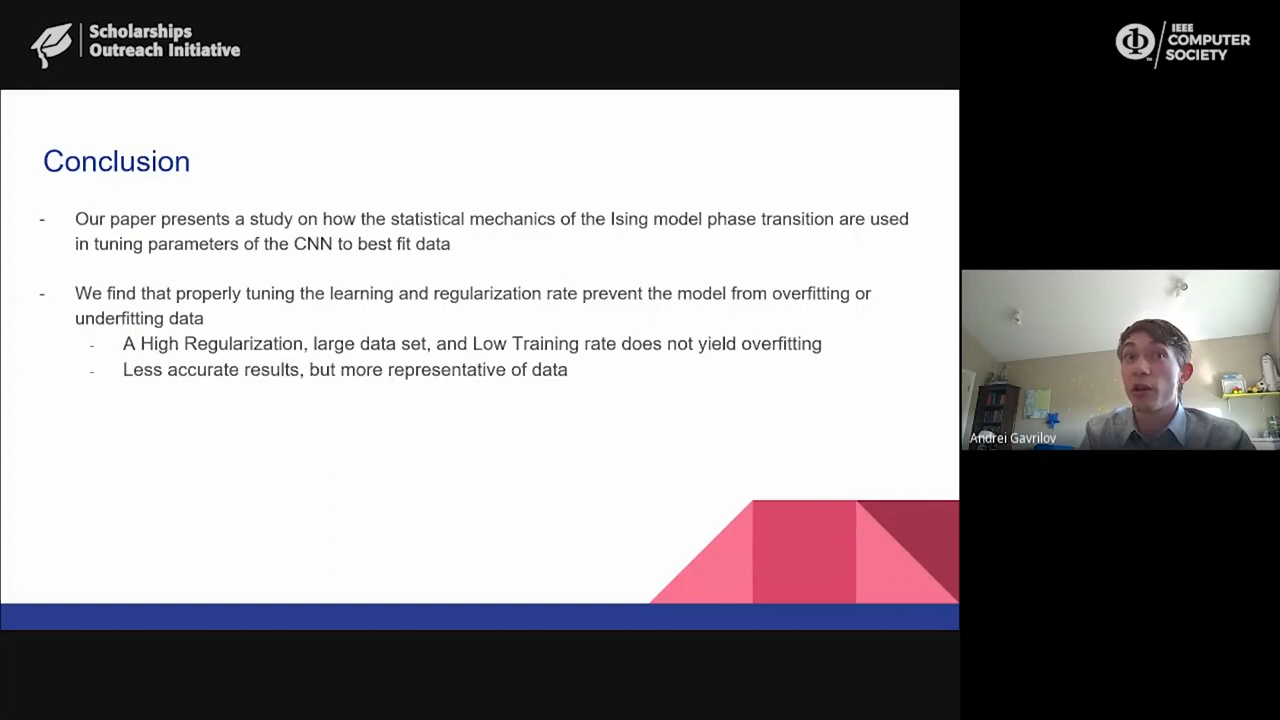 Scholarships
Outreach Initiative
IEEE
COMPUTER
SOCIETY
Conclusion
- Our paper presents a study on how the statistical mechanics of the Ising model phase transition are used
in tuning parameters of the CNN to best fit data
- We find that properly tuning the learning and regularization rate prevent the model from overfitting or
underfitting data
- A High Regularization, large data set, and Low Training rate does not yield overfitting
- Less accurate results, but more representative of data
Andrei Gavrilov